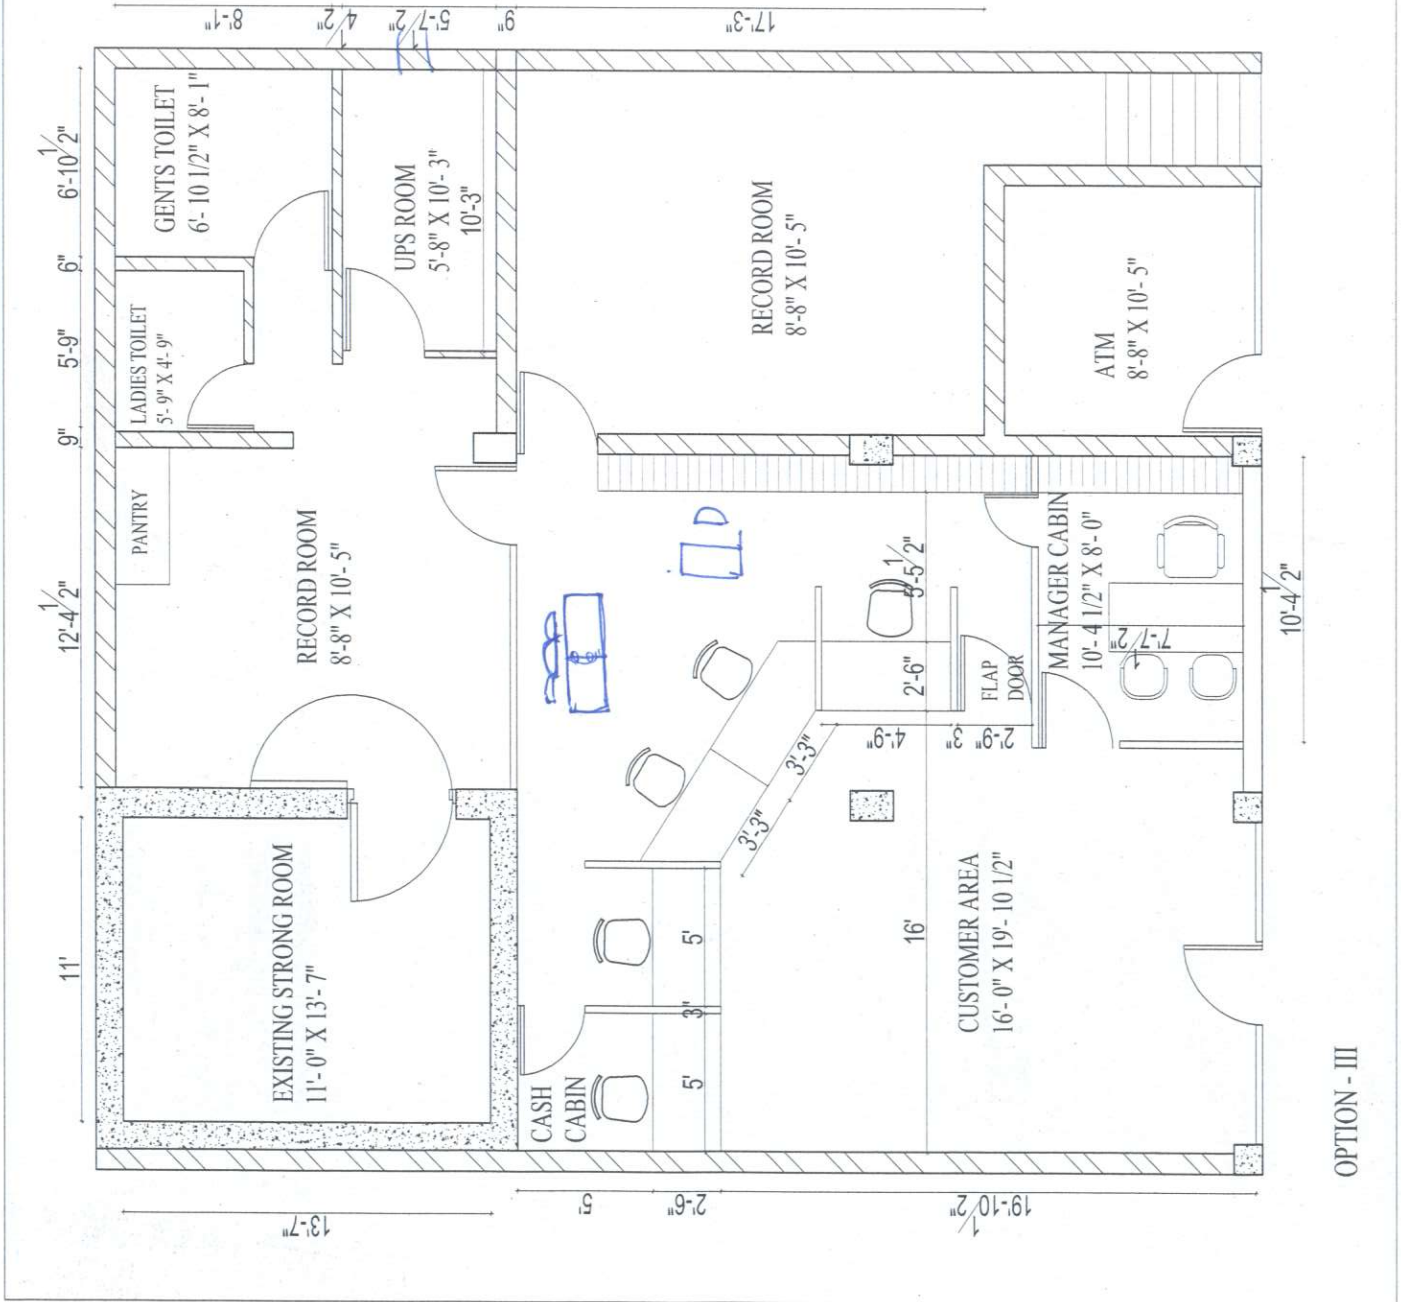 GENTS TOILET
6'- 10 1/2" X 8'- 1"
LADIES TOILET
5'- 9" X 4'- 9"
UPS ROOM
5'-8" X 10'- 3"
10'-3"
PANTRY
RECORD ROOM
8'-8" X 10'- 5"
RECORD ROOM
8'-8" X 10'- 5"
ATM
8'-8" X 10'- 5"
EXISTING STRONG ROOM
11'- 0" X 13'- 7"
CASH
CABIN
CUSTOMER AREA
16'- 0" X 19'- 10 1/2"
MANAGER CABIN
10'- 4 1/2" X 8'- 0"
FLAP
DOOR
11'
12'-4 1/2"
9"
5'-9"
6"
6'-10 1/2"
8'-1"
4 1/2"
5'-7 1/2"
9"
17'-3"
13'-7"
5'
2'-6"
19'-10 1/2"
5'
3"
5'
3'-3"
3'-3"
4'-9"
3"
2'-9"
16'
2'-6"
5'-5 1/2"
7'-7 1/2"
10'-4 1/2"
OPTION - III